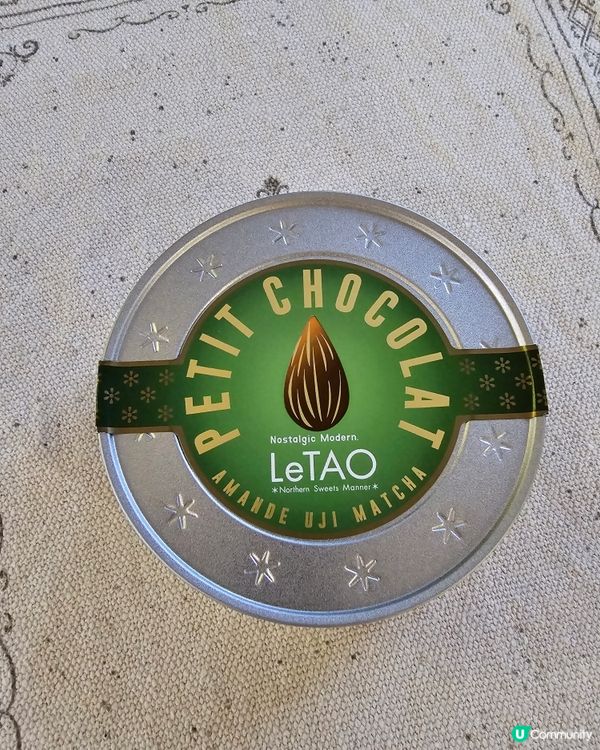 PETIT CHOCOLAT
Nostalgic Modern.
LeTAO
*Northern Sweets Manner*
AMANDE UJI MATCHA
U Community